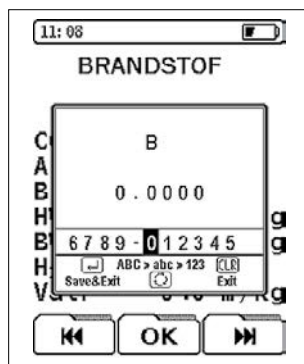 11:08
BRANDSTOF
B
0.0000
6789-012345
ABC>abc>123 CLR
Save&Exit Exit
OK